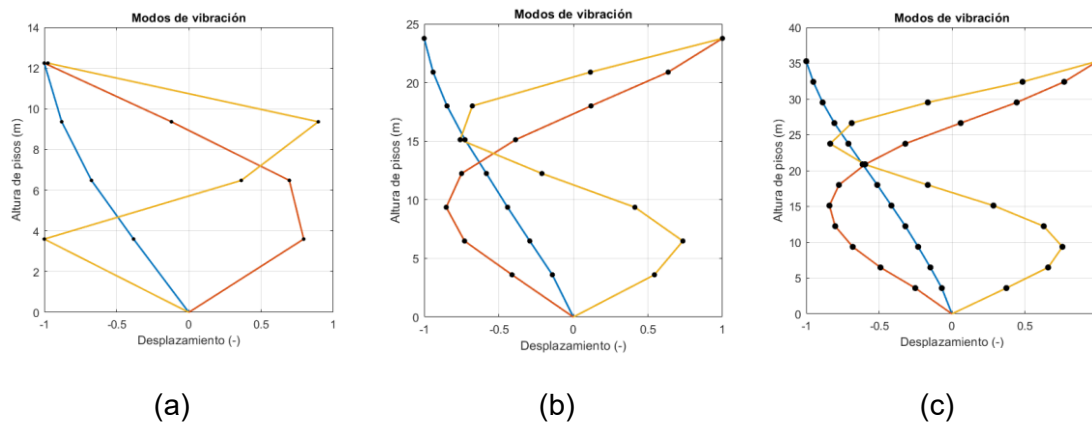 Modos de vibración
14
12
10
8
6
4
2
0
Altura de pisos (m)
-1 -0.5 0 0.5 1
Desplazamiento (-)
(a)
Modos de vibración
25
20
15
10
5
0
Altura de pisos (m)
-1 -0.5 0 0.5 1
Desplazamiento (-)
(b)
Modos de vibración
40
35
30
25
20
15
10
5
0
Altura de pisos (m)
-1 -0.5 0 0.5
Desplazamiento (-)
(c)